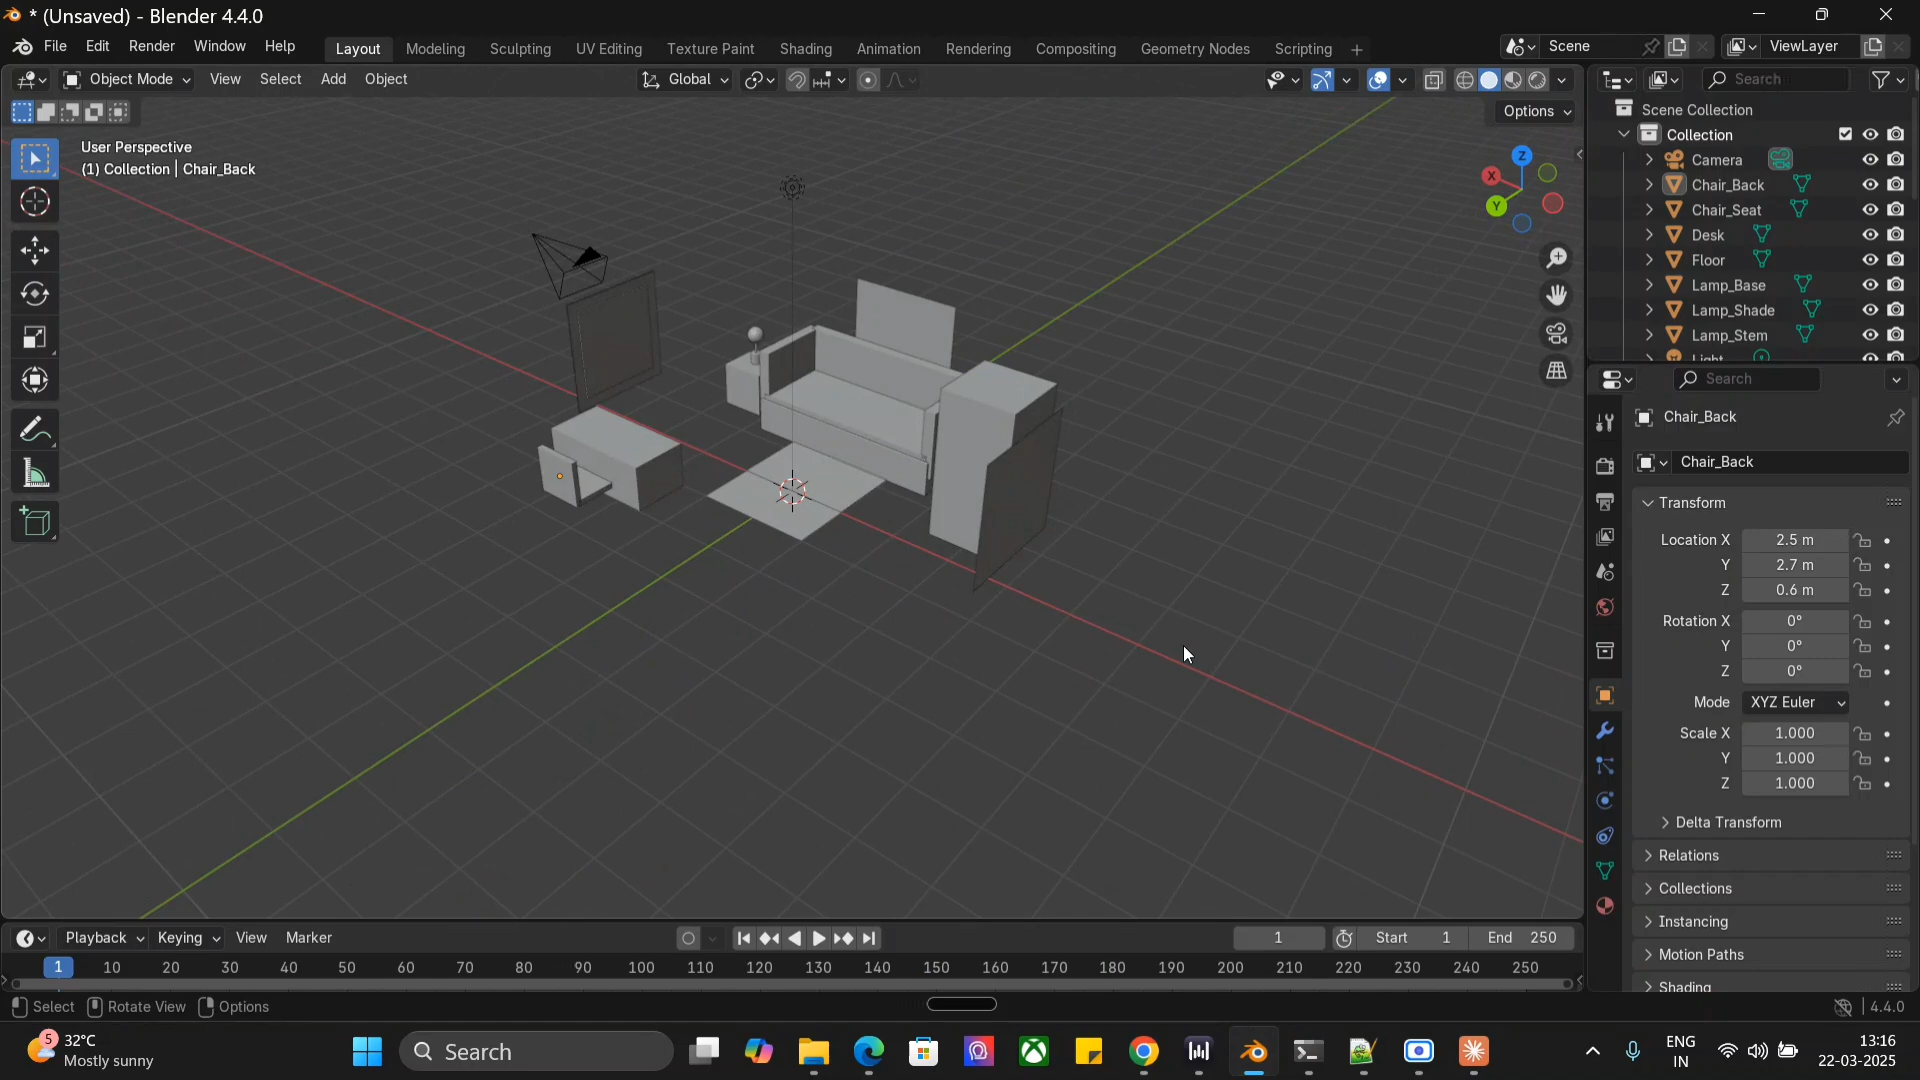 * (Unsaved) - Blender 4.4.0
File Edit Render Window Help
Layout Modeling Sculpting UV Editing Texture Paint Shading Animation Rendering Compositing Geometry Nodes Scripting +
Scene
ViewLayer
Object Mode View Select Add Object
Global
Search
Options
User Perspective
(1) Collection | Chair_Back
Z
X
Y
Scene Collection
Collection
Camera
Chair_Back
Chair_Seat
Desk
Floor
Lamp_Base
Lamp_Shade
Lamp_Stem
Light
Search
Chair_Back
Chair_Back
Transform
Location X 2.5 m
Y 2.7 m
Z 0.6 m
Rotation X 0°
Y 0°
Z 0°
Mode XYZ Euler
Scale X 1.000
Y 1.000
Z 1.000
Delta Transform
Relations
Collections
Instancing
Motion Paths
Shading
Playback Keying View Marker
1
Start 1
End 250
1 10 20 30 40 50 60 70 80 90 100 110 120 130 140 150 160 170 180 190 200 210 220 230 240 250
Select Rotate View Options
4.4.0
5
32°C
Mostly sunny
Search
ENG
IN
13:16
22-03-2025